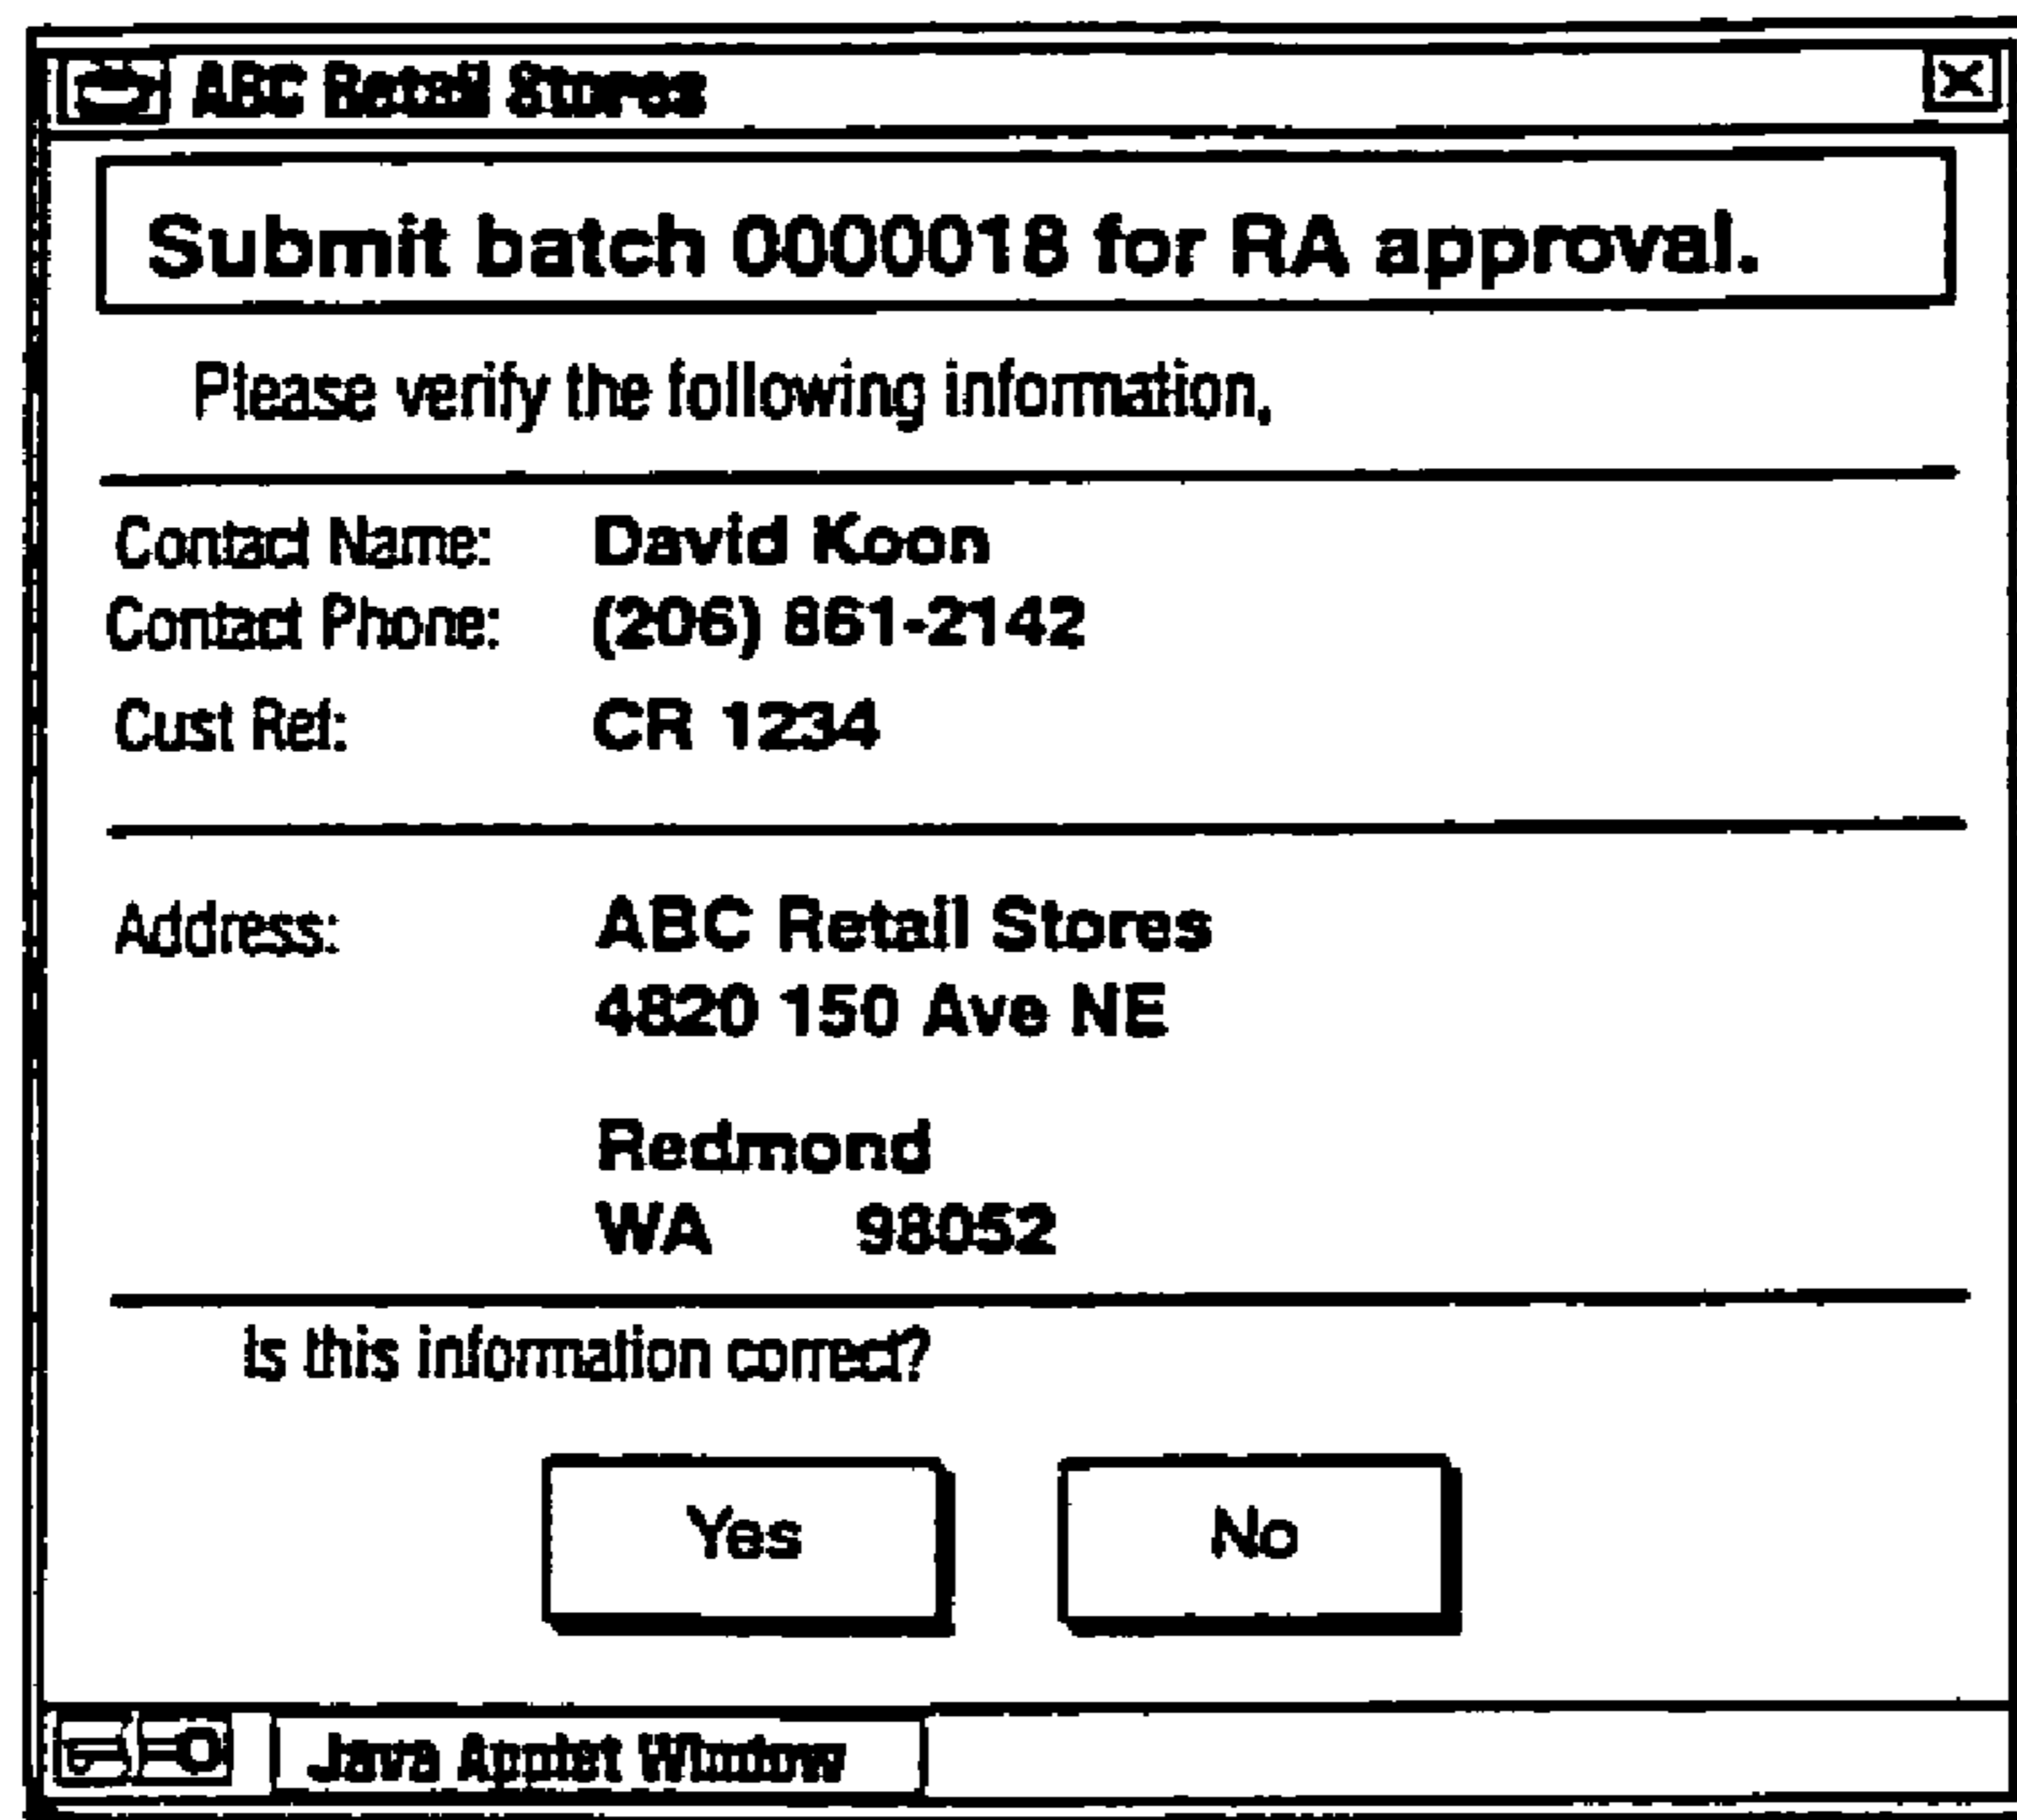 ABC Retail Stores
Submit batch 0000018 for RA approval.
Please verify the following information,
Contact Name: David Koon
Contact Phone: (206) 861-2142
Cust Ref: CR 1234
Address: ABC Retail Stores
4820 150 Ave NE
Redmond
WA 98052
Is this information correct?
Yes No
Java Applet Window